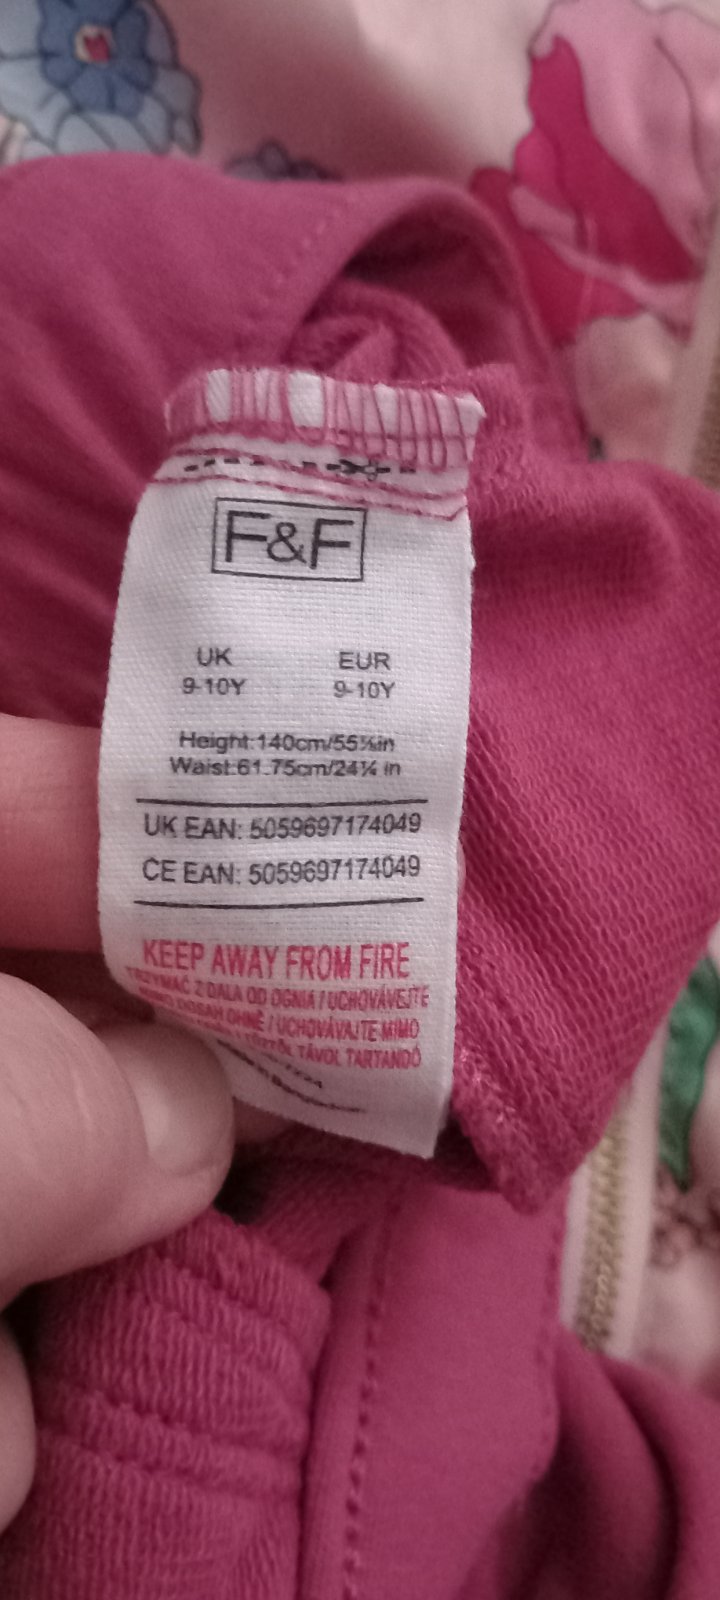 F&F
UK EUR
9-10Y 9-10Y
Height:140cm/55⅛in
Waist:61.75cm/24¼ in
UK EAN: 5059697174049
CE EAN: 5059697174049
KEEP AWAY FROM FIRE
TRZYMAĆ Z DALA OD OGNIA / UCHOVÁVEJTE
MIMO DOSAH OHNĚ / UCHOVÁVAJTE MIMO
TŰZTŐL TÁVOL TARTANDÓ